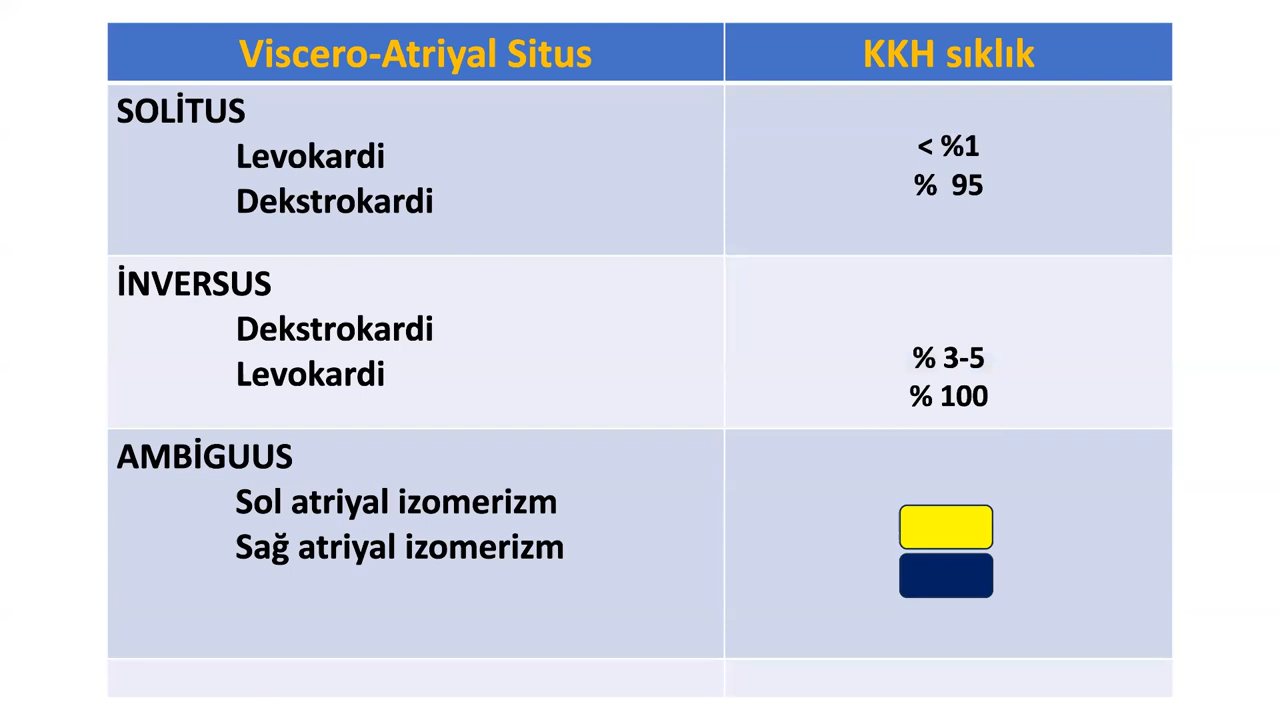 Viscero-Atriyal Situs
KKH sıklık
SOLİTUS
Levokardi
Dekstrokardi
< %1
% 95
İNVERSUS
Dekstrokardi
Levokardi
% 3-5
% 100
AMBİGUUS
Sol atriyal izomerizm
Sağ atriyal izomerizm